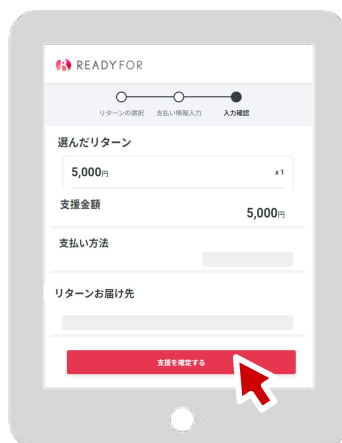 READYFOR
リターンの選択 支払い情報入力 入力確認
選んだリターン
5,000円 x 1
支援金額
5,000円
支払い方法
リターンお届け先
支援を確定する